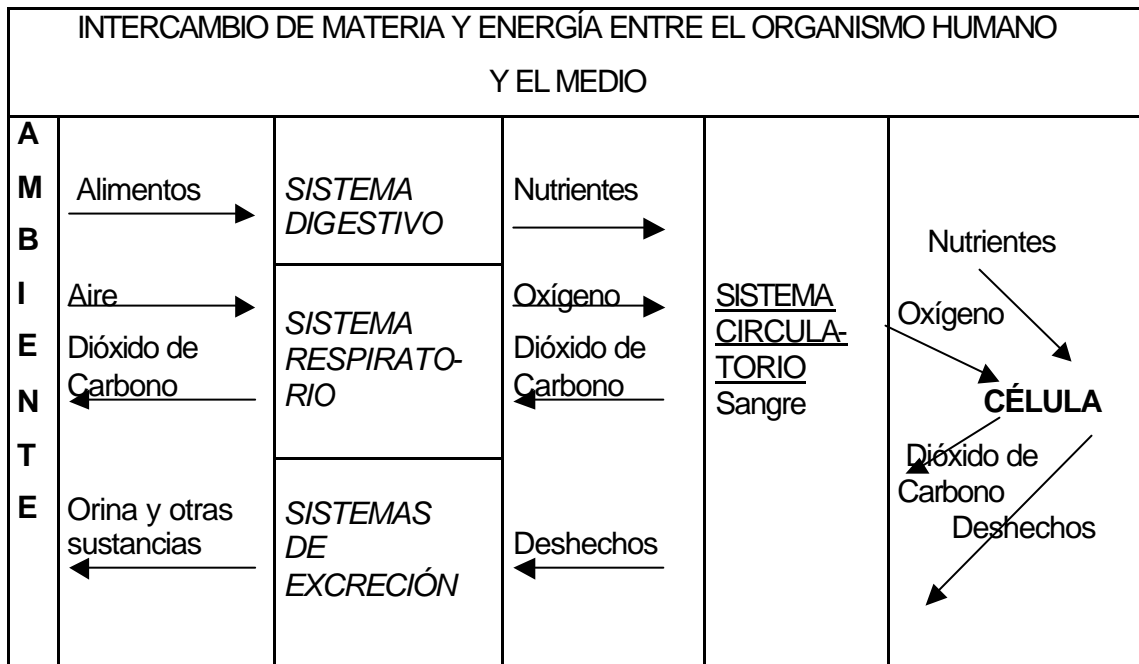 INTERCAMBIO DE MATERIA Y ENERGÍA ENTRE EL ORGANISMO HUMANO
Y EL MEDIO
A
M
B
I
E
N
T
E
Alimentos
Aire
Dióxido de
Carbono
Orina y otras
sustancias
SISTEMA
DIGESTIVO
SISTEMA
RESPIRATO-
RIO
SISTEMAS
DE
EXCRECIÓN
Nutrientes
Oxígeno
Dióxido de
Carbono
Deshechos
SISTEMA
CIRCULA-
TORIO
Sangre
Nutrientes
Oxígeno
CÉLULA
Dióxido de
Carbono
Deshechos